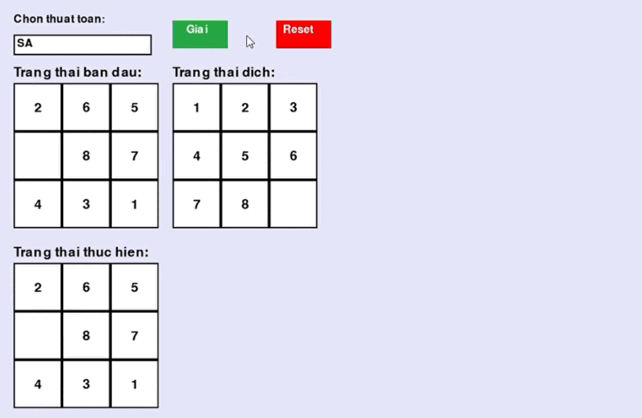 Chon thuat toan:
SA
Giai
Reset
Trang thai ban dau:
2 6 5
8 7
4 3 1
Trang thai dich:
1 2 3
4 5 6
7 8
Trang thai thuc hien:
2 6 5
8 7
4 3 1